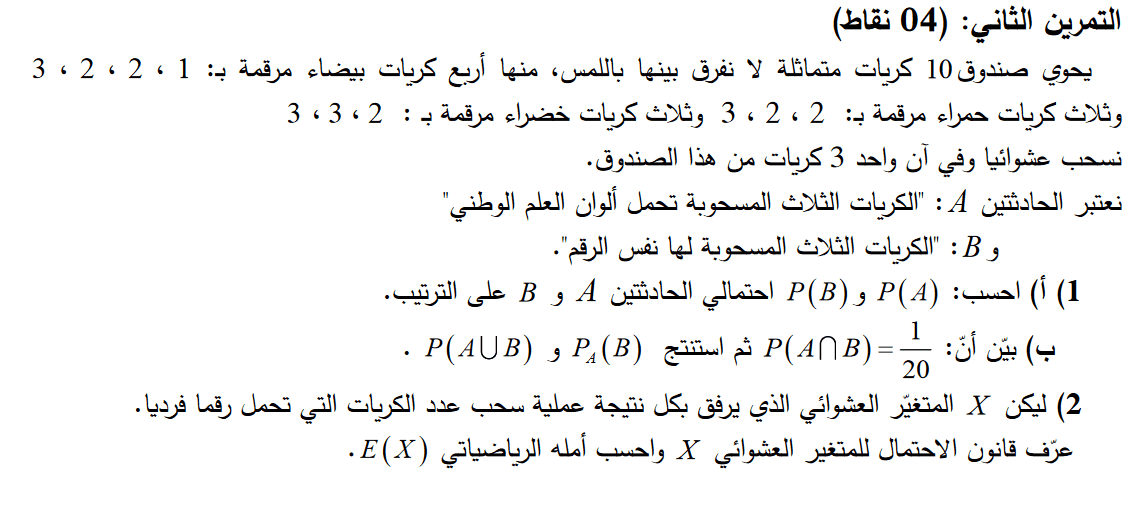 التمرين الثاني: (04 نقاط)
يحوي صندوق 10 كريات متماثلة لا نفرق بينها باللمس، منها أربع كريات بيضاء مرقمة بـ: 1 ، 2 ، 2 ، 3
وثلاث كريات حمراء مرقمة بـ: 2 ، 2 ، 3 وثلاث كريات خضراء مرقمة بـ : 2 ، 3 ، 3
نسحب عشوائيا وفي آن واحد 3 كريات من هذا الصندوق.
نعتبر الحادثتين A : "الكريات الثلاث المسحوبة تحمل ألوان العلم الوطني"
و B : "الكريات الثلاث المسحوبة لها نفس الرقم".
1) أ) احسب: P(A) و P(B) احتمالي الحادثتين A و B على الترتيب.
ب) بيّن أنّ: P(A∩B) = 1/20 ثم استنتج P_A(B) و P(A∪B) .
2) ليكن X المتغيّر العشوائي الذي يرفق بكل نتيجة عملية سحب عدد الكريات التي تحمل رقما فرديا.
عرّف قانون الاحتمال للمتغير العشوائي X واحسب أمله الرياضياتي E(X) .